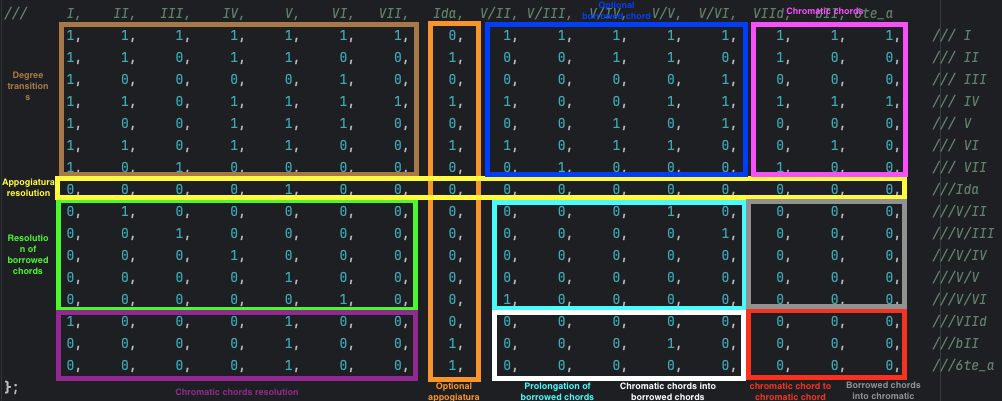 /// I, II, III, IV, V, VI, VII, Ida, V/II, V/III, V/IV, V/V, V/VI, VIId, bII, 6te_a
Optional
borrowed chord
Chromatic chords
1, 1, 1, 1, 1, 1, 1, 0, 1, 1, 1, 1, 1, 1, 1, 1, /// I
1, 1, 0, 1, 1, 0, 0, 1, 0, 0, 1, 1, 0, 1, 0, 0, /// II
Degree
transition
s
1, 0, 0, 0, 0, 1, 0, 0, 0, 0, 0, 0, 1, 0, 0, 0, /// III
1, 1, 0, 1, 1, 0, 1, 1, 1, 0, 0, 1, 1, 1, 1, 1, /// IV
1, 0, 0, 1, 1, 1, 0, 0, 0, 0, 1, 0, 1, 0, 0, 0, /// V
1, 1, 0, 1, 1, 0, 0, 1, 1, 1, 1, 1, 0, 0, 1, 0, /// VI
1, 0, 1, 0, 0, 0, 0, 0, 0, 1, 0, 0, 0, 1, 0, 0, /// VII
Appogiatura
resolution
0, 0, 0, 0, 1, 0, 0, 0, 0, 0, 0, 0, 0, 0, 0, 0, ///Ida
0, 1, 0, 0, 0, 0, 0, 0, 0, 0, 0, 1, 0, 0, 0, 0, ///V/II
Resolutio
n of
borrowed
chords
0, 0, 1, 0, 0, 0, 0, 0, 0, 0, 0, 0, 1, 0, 0, 0, ///V/III
0, 0, 0, 1, 0, 0, 0, 0, 0, 0, 0, 0, 0, 0, 0, 0, ///V/IV
0, 0, 0, 0, 1, 0, 0, 0, 0, 0, 0, 0, 0, 0, 0, 0, ///V/V
0, 0, 0, 0, 0, 1, 0, 0, 1, 0, 0, 0, 0, 0, 0, 0, ///V/VI
1, 0, 0, 0, 1, 0, 0, 0, 0, 0, 0, 0, 0, 0, 0, 0, ///VIId
0, 0, 0, 0, 1, 0, 0, 1, 0, 0, 0, 1, 0, 0, 0, 0, ///bII
0, 0, 0, 0, 1, 0, 0, 1, 0, 0, 0, 0, 0, 0, 0, 0, ///6te_a
};
Chromatic chords resolution
Optional
appogiatura
Prolongation of
borrowed chords
Chromatic chords into
borrowed chords
chromatic chord to
chromatic chord
Borrowed chords
into chromatic